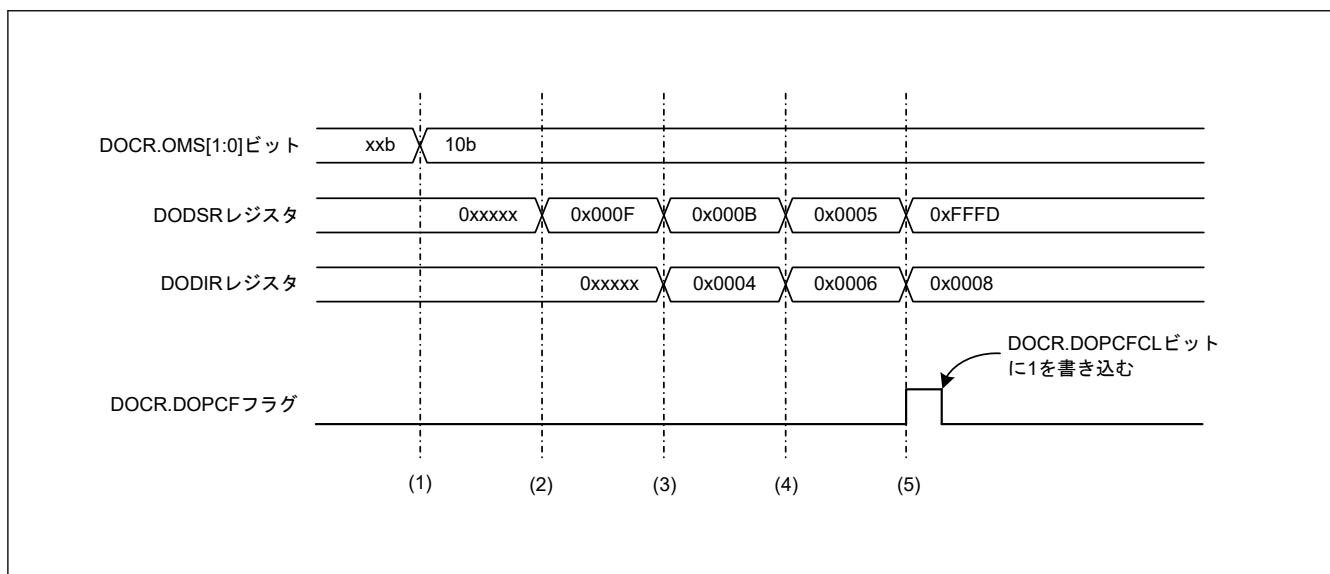 DOCR.OMS[1:0]ビット xxb 10b
DODSRレジスタ 0xxxxx 0x000F 0x000B 0x0005 0xFFFD
DODIRレジスタ 0xxxxx 0x0004 0x0006 0x0008
DOCR.DOPCFCLビット
に1を書き込む
DOCR.DOPCFフラグ
(1) (2) (3) (4) (5)